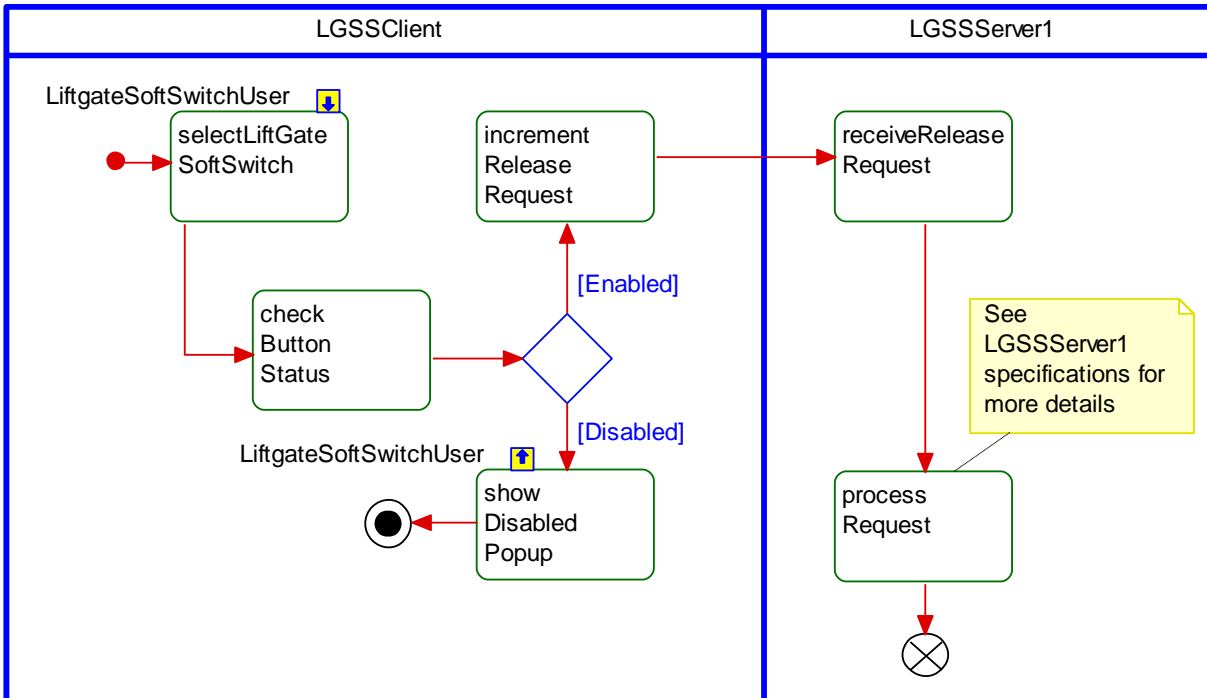 LGSSClient
LGSSServer1
LiftgateSoftSwitchUser
selectLiftGate
SoftSwitch
increment
Release
Request
receiveRelease
Request
[Enabled]
check
Button
Status
See
LGSSServer1
specifications for
more details
[Disabled]
LiftgateSoftSwitchUser
show
Disabled
Popup
process
Request